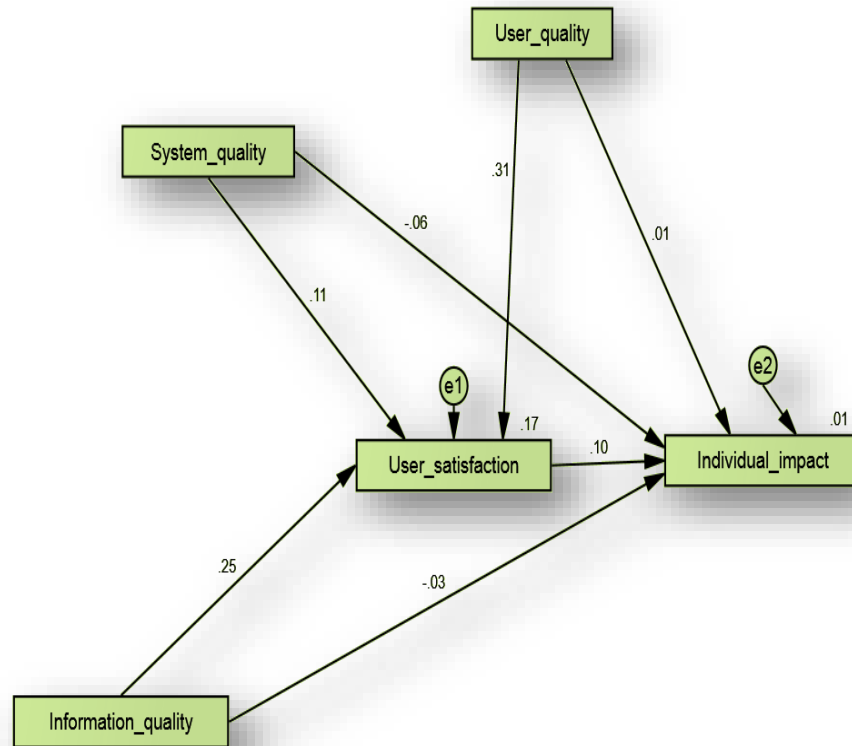 User_quality
System_quality
.31
-.06
.01
.11
e1
e2
.17
.01
User_satisfaction
.10
Individual_impact
.25
-.03
Information_quality